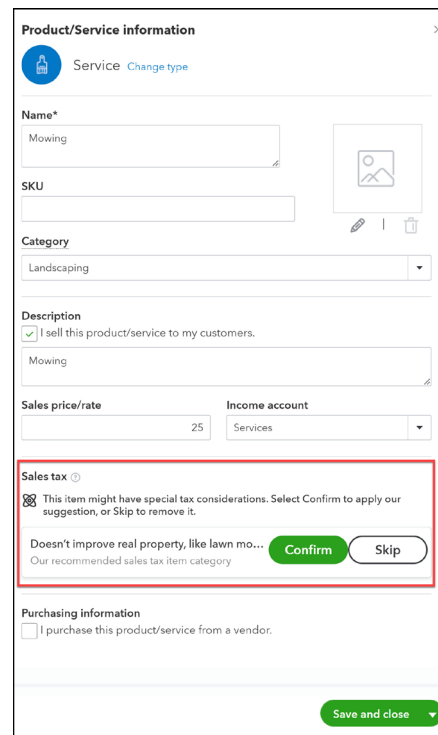 Product/Service information
Service Change type
Name*
Mowing
SKU
Category
Landscaping
Description
I sell this product/service to my customers.
Mowing
Sales price/rate Income account
25 Services
Sales tax
This item might have special tax considerations. Select Confirm to apply our
suggestion, or Skip to remove it.
Doesn't improve real property, like lawn mo... Confirm Skip
Our recommended sales tax item category
Purchasing information
I purchase this product/service from a vendor.
Save and close